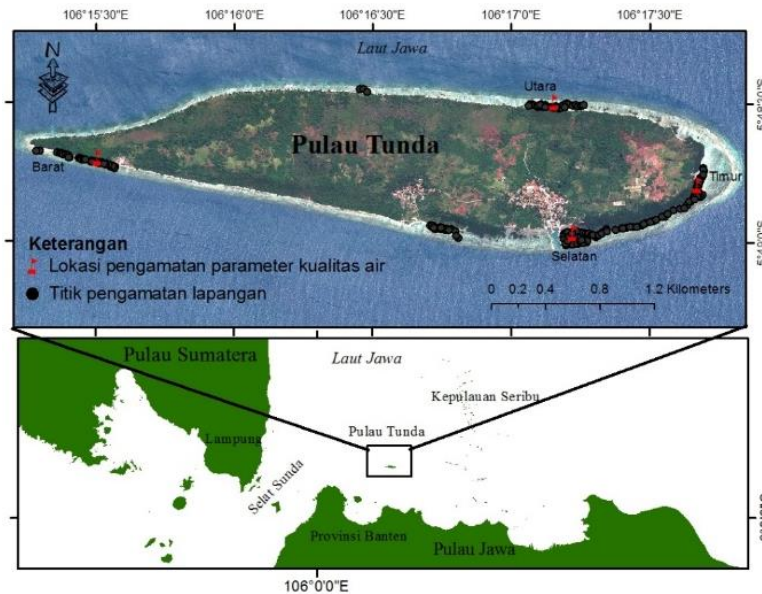 106°15'30"E 106°16'0"E 106°16'30"E 106°17'0"E 106°17'30"E
Laut Jawa
N
Utara
Pulau Tunda
Timur
Barat
Selatan
Keterangan
Lokasi pengamatan parameter kualitas air
Titik pengamatan lapangan
0 0.2 0.4 0.8 1.2 Kilometers
Pulau Sumatera
Laut Jawa
Kepulauan Seribu
Pulau Tunda
Lampung
Selat Sunda
Provinsi Banten
Pulau Jawa
106°0'0"E